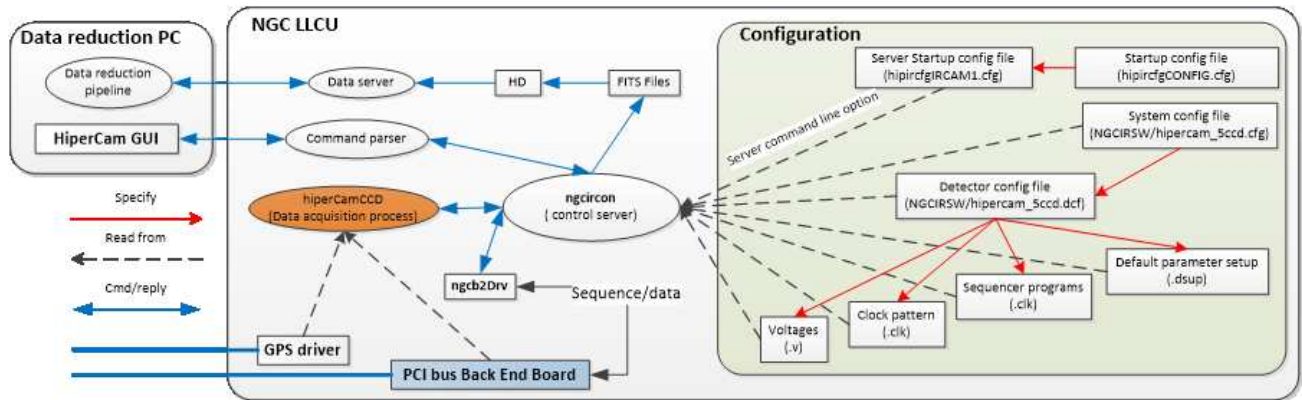 Data reduction PC
Data reduction
pipeline
HiperCam GUI
Specify
Read from
Cmd/reply
NGC LLCU
Data server
HD
FITS Files
Command parser
hiperCamCCD
(Data acquisition process)
ngcircon
( control server)
ngcb2Drv
Sequence/data
GPS driver
PCI bus Back End Board
Server command line option
Configuration
Server Startup config file
(hipircfgIRCAM1.cfg)
Startup config file
(hipircfgCONFIG.cfg)
System config file
(NGCIRSW/hipercam_5ccd.cfg)
Detector config file
(NGCIRSW/hipercam_5ccd.dcf)
Default parameter setup
(.dsup)
Sequencer programs
(.clk)
Clock pattern
(.clk)
Voltages
(.v)